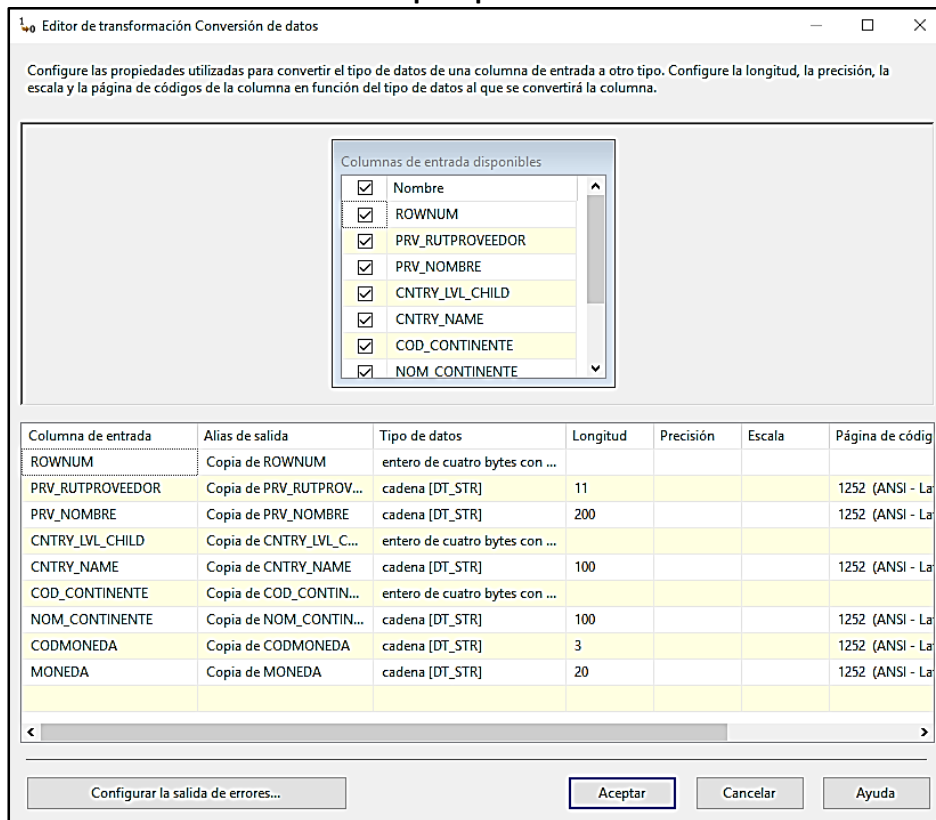 Editor de transformación Conversión de datos
Configure las propiedades utilizadas para convertir el tipo de datos de una columna de entrada a otro tipo. Configure la longitud, la precisión, la
escala y la página de códigos de la columna en función del tipo de datos al que se convertirá la columna.
Columnas de entrada disponibles
Nombre
ROWNUM
PRV_RUTPROVEEDOR
PRV_NOMBRE
CNTRY_LVL_CHILD
CNTRY_NAME
COD_CONTINENTE
NOM_CONTINENTE
Columna de entrada Alias de salida Tipo de datos Longitud Precisión Escala Página de códig
ROWNUM Copia de ROWNUM entero de cuatro bytes con ...
PRV_RUTPROVEEDOR Copia de PRV_RUTPROV... cadena [DT_STR] 11 1252 (ANSI - La
PRV_NOMBRE Copia de PRV_NOMBRE cadena [DT_STR] 200 1252 (ANSI - La
CNTRY_LVL_CHILD Copia de CNTRY_LVL_C... entero de cuatro bytes con ...
CNTRY_NAME Copia de CNTRY_NAME cadena [DT_STR] 100 1252 (ANSI - La
COD_CONTINENTE Copia de COD_CONTIN... entero de cuatro bytes con ...
NOM_CONTINENTE Copia de NOM_CONTIN... cadena [DT_STR] 100 1252 (ANSI - La
CODMONEDA Copia de CODMONEDA cadena [DT_STR] 3 1252 (ANSI - La
MONEDA Copia de MONEDA cadena [DT_STR] 20 1252 (ANSI - La
Configurar la salida de errores... Aceptar Cancelar Ayuda